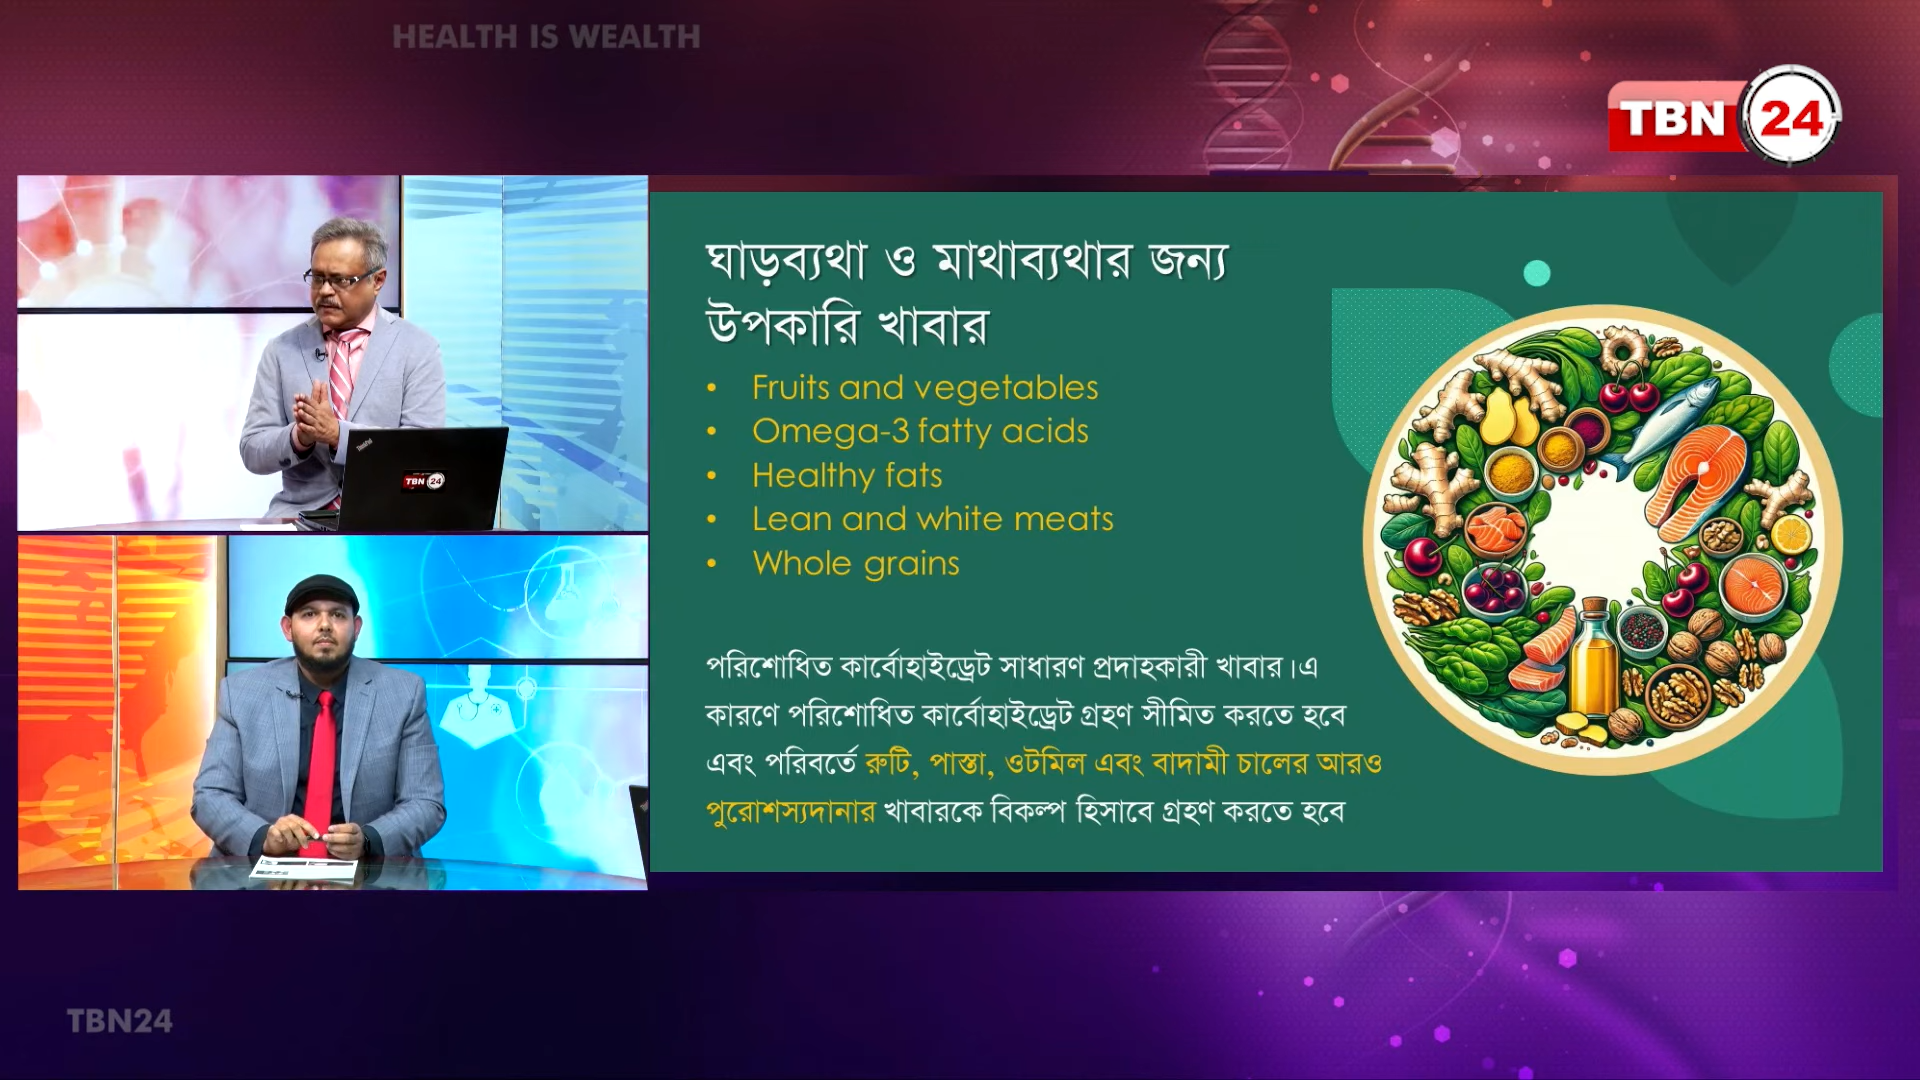 HEALTH IS WEALTH
TBN 24
ঘাড়ব্যথা ও মাথাব্যথার জন্য
উপকারি খাবার
• Fruits and vegetables
• Omega-3 fatty acids
• Healthy fats
• Lean and white meats
• Whole grains
পরিশোধিত কার্বোহাইড্রেট সাধারণ প্রদাহকারী খাবার।এ
কারণে পরিশোধিত কার্বোহাইড্রেট গ্রহণ সীমিত করতে হবে
এবং পরিবর্তে রুটি, পাস্তা, ওটমিল এবং বাদামী চালের আরও
পুরোশস্যদানার খাবারকে বিকল্প হিসাবে গ্রহণ করতে হবে
ThinkPad
TBN 24
TBN24